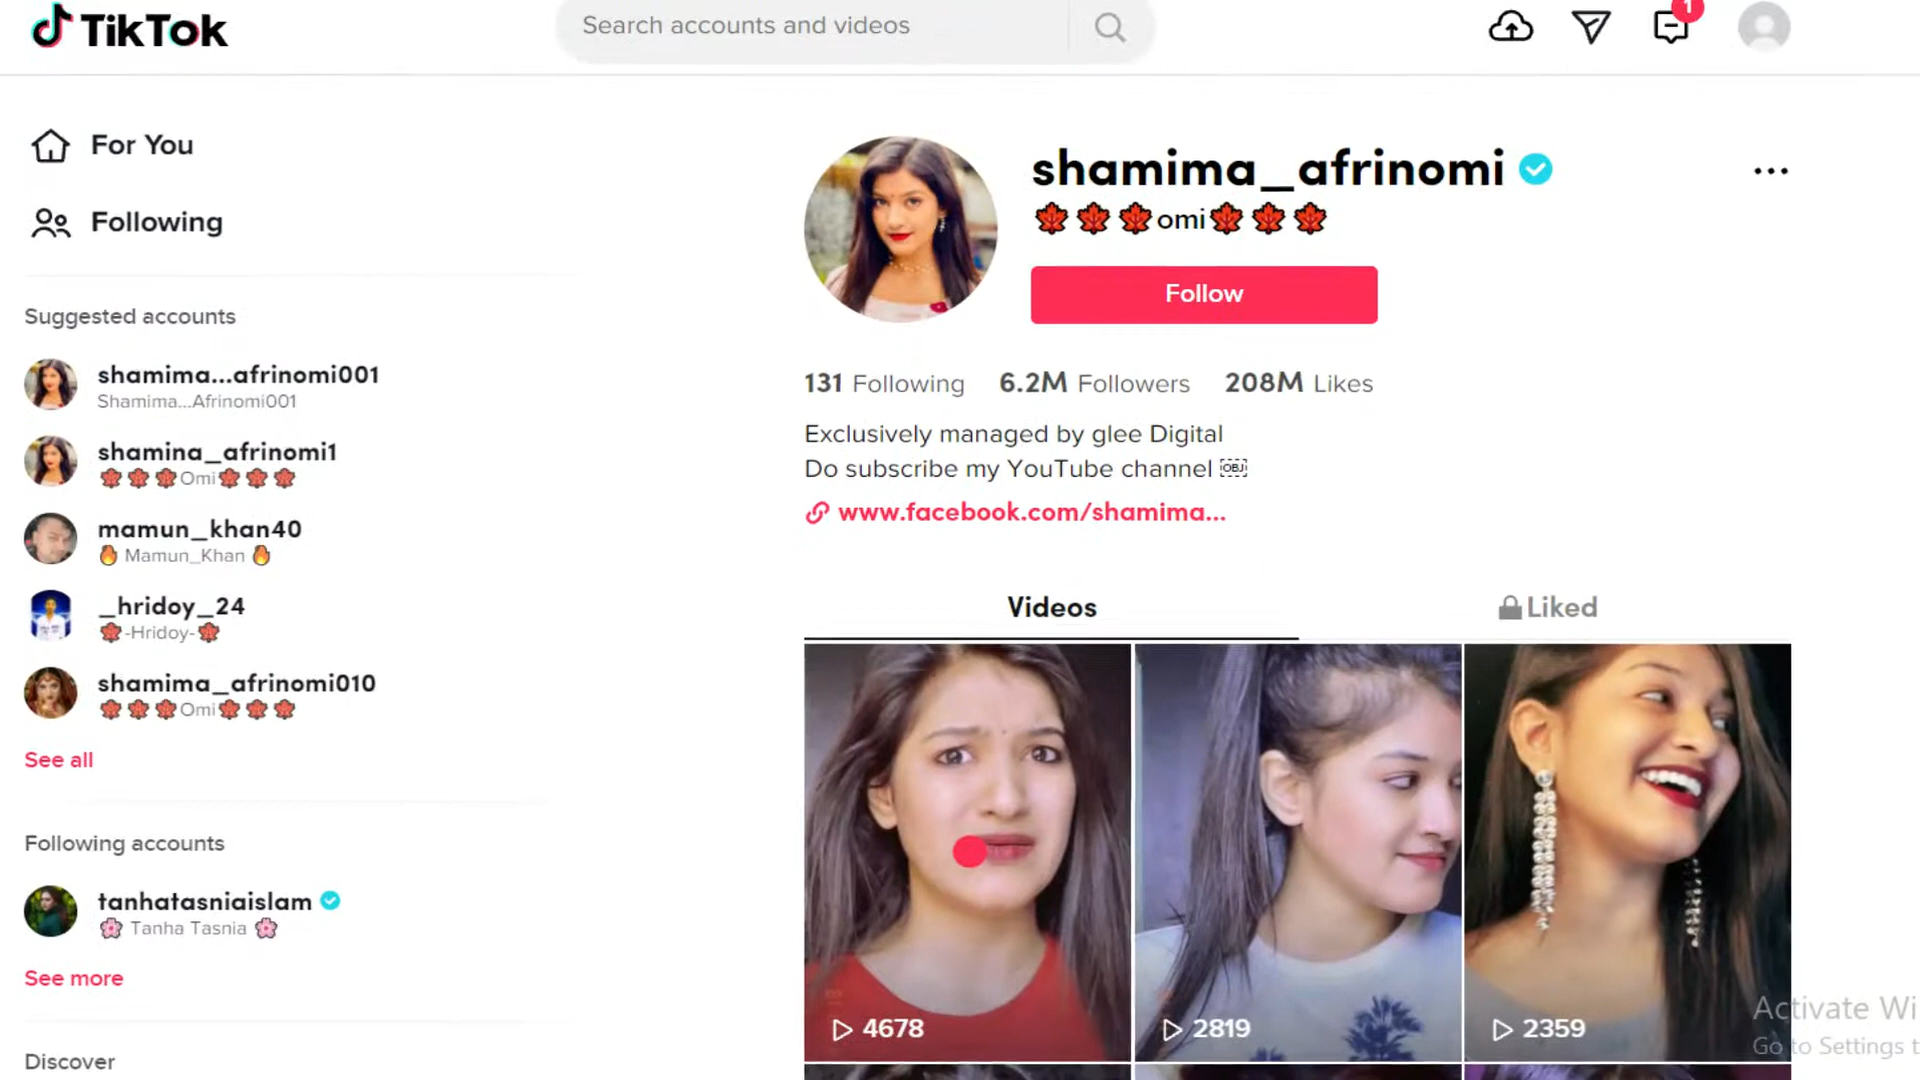 TikTok
Search accounts and videos
1
For You
Following
Suggested accounts
shamima...afrinomi001
Shamima...Afrinomi001
shamina_afrinomi1
🍁🍁🍁Omi🍁🍁🍁
mamun_khan40
🔥 Mamun_Khan 🔥
_hridoy_24
🍁-Hridoy-🍁
shamima_afrinomi010
🍁🍁🍁Omi🍁🍁🍁
See all
Following accounts
tanhatasniaislam
🌸 Tanha Tasnia 🌸
See more
Discover
shamima_afrinomi
🍁🍁🍁omi🍁🍁🍁
Follow
131 Following 6.2M Followers 208M Likes
Exclusively managed by glee Digital
Do subscribe my YouTube channel OBJ
www.facebook.com/shamima...
Videos
Liked
4678
2819
2359
Activate Wi
Go to Settings t